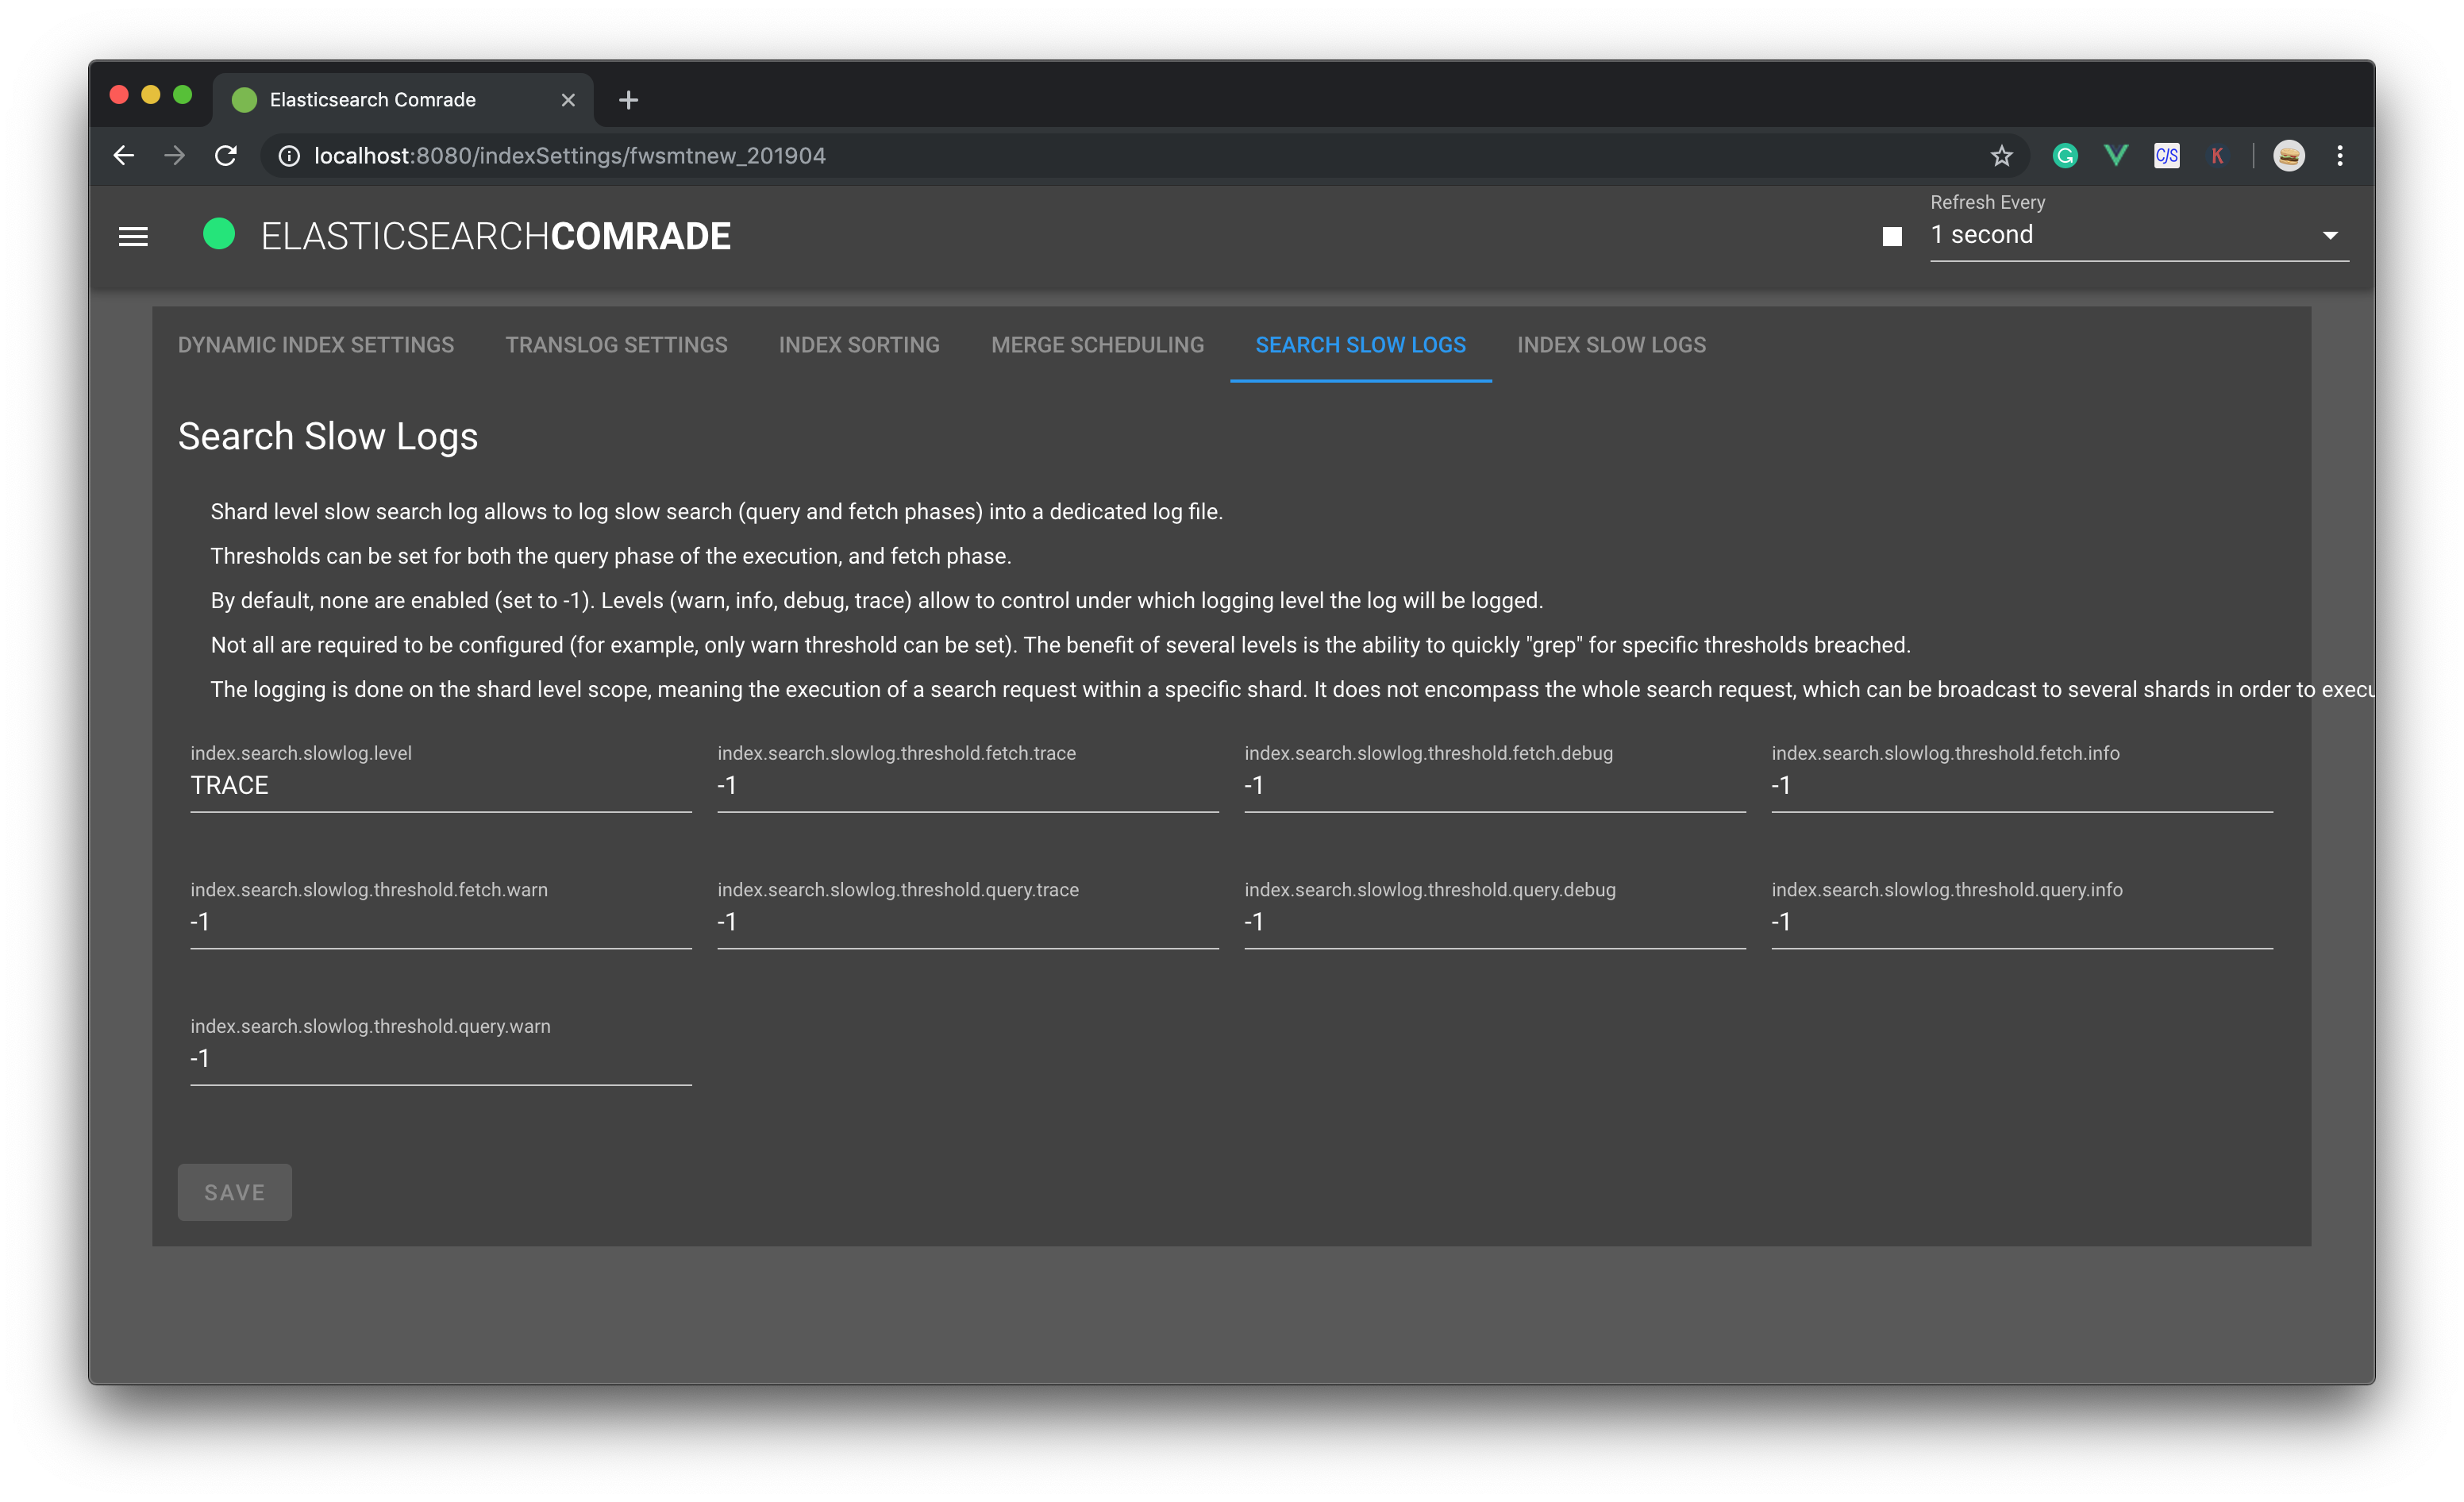 Elasticsearch Comrade
localhost:8080/indexSettings/fwsmtnew_201904
C/S
K
ELASTICSEARCHCOMRADE
Refresh Every
1 second
DYNAMIC INDEX SETTINGS TRANSLOG SETTINGS INDEX SORTING MERGE SCHEDULING SEARCH SLOW LOGS INDEX SLOW LOGS
Search Slow Logs
Shard level slow search log allows to log slow search (query and fetch phases) into a dedicated log file.
Thresholds can be set for both the query phase of the execution, and fetch phase.
By default, none are enabled (set to -1). Levels (warn, info, debug, trace) allow to control under which logging level the log will be logged.
Not all are required to be configured (for example, only warn threshold can be set). The benefit of several levels is the ability to quickly "grep" for specific thresholds breached.
The logging is done on the shard level scope, meaning the execution of a search request within a specific shard. It does not encompass the whole search request, which can be broadcast to several shards in order to execu
index.search.slowlog.level index.search.slowlog.threshold.fetch.trace index.search.slowlog.threshold.fetch.debug index.search.slowlog.threshold.fetch.info
TRACE -1 -1 -1
index.search.slowlog.threshold.fetch.warn index.search.slowlog.threshold.query.trace index.search.slowlog.threshold.query.debug index.search.slowlog.threshold.query.info
-1 -1 -1 -1
index.search.slowlog.threshold.query.warn
-1
SAVE